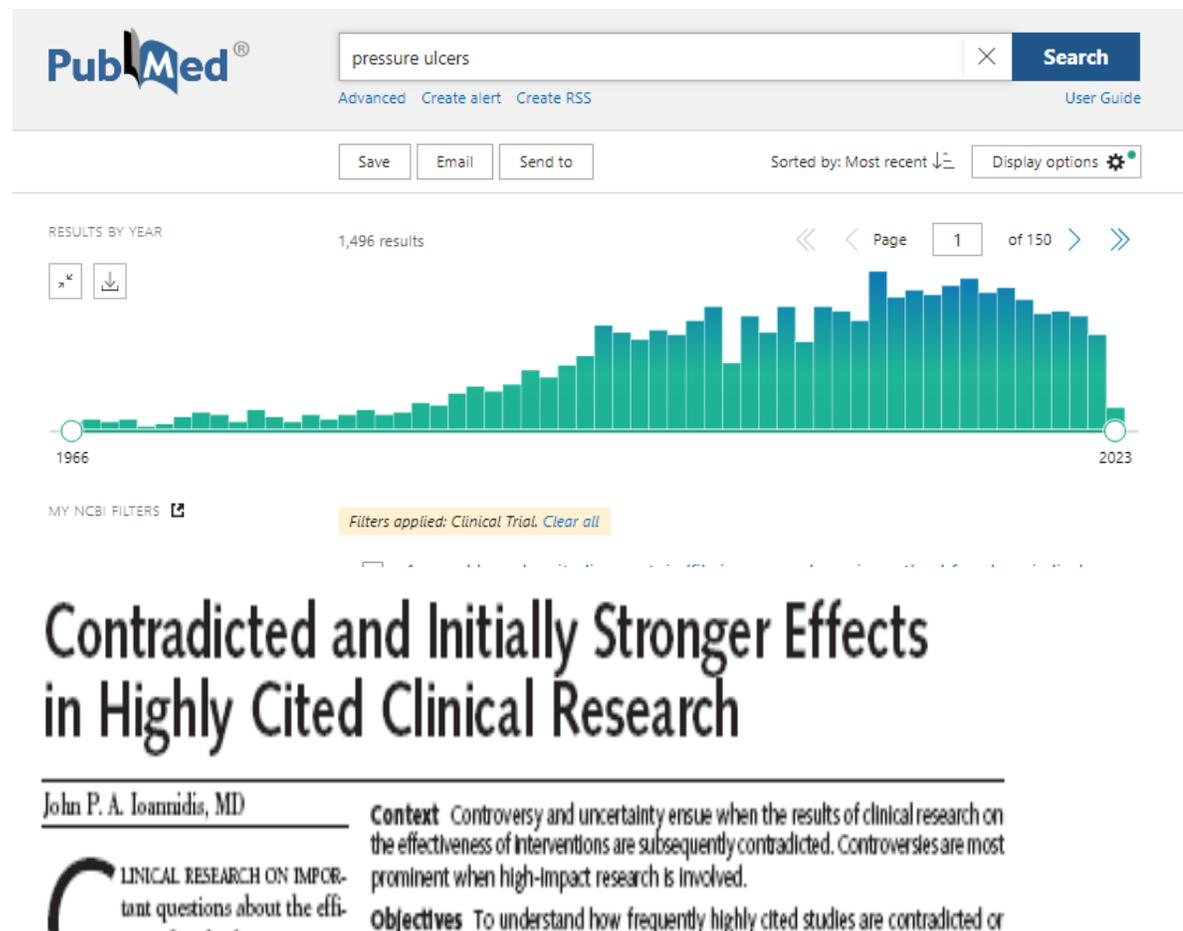 PubMed®
pressure ulcers
Search
Advanced Create alert Create RSS
User Guide
Save Email Send to
Sorted by: Most recent
Display options
RESULTS BY YEAR
1,496 results
Page 1 of 150
1966
2023
MY NCBI FILTERS
Filters applied: Clinical Trial. Clear all
Contradicted and Initially Stronger Effects
in Highly Cited Clinical Research
John P. A. Ioannidis, MD
CLINICAL RESEARCH ON IMPOR-
tant questions about the effi-
Context Controversy and uncertainty ensue when the results of clinical research on
the effectiveness of interventions are subsequently contradicted. Controversies are most
prominent when high-impact research is involved.
Objectives To understand how frequently highly cited studies are contradicted or